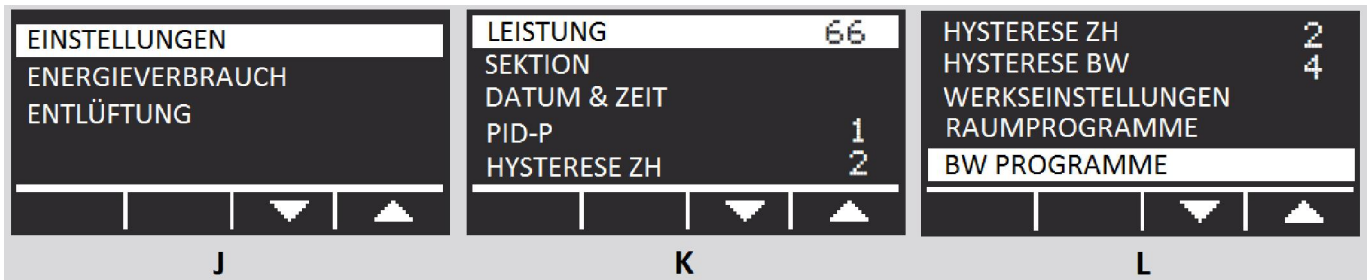 EINSTELLUNGEN
ENERGIEVERBRAUCH
ENTLÜFTUNG
J
LEISTUNG 66
SEKTION
DATUM & ZEIT
PID-P 1
HYSTERESE ZH 2
K
HYSTERESE ZH 2
HYSTERESE BW 4
WERKSEINSTELLUNGEN
RAUMPROGRAMME
BW PROGRAMME
L